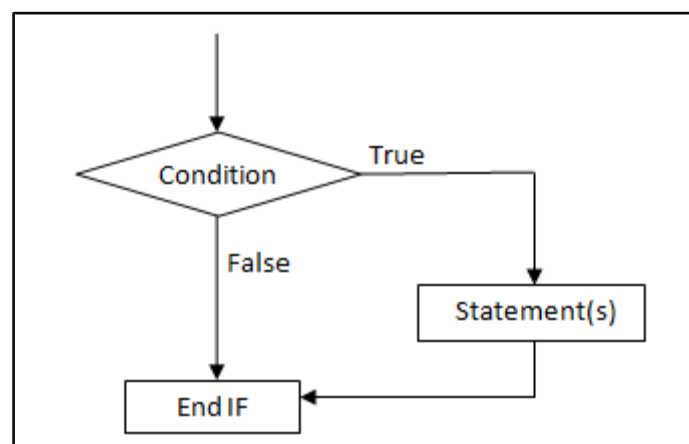 True
Condition
False
Statement(s)
End IF